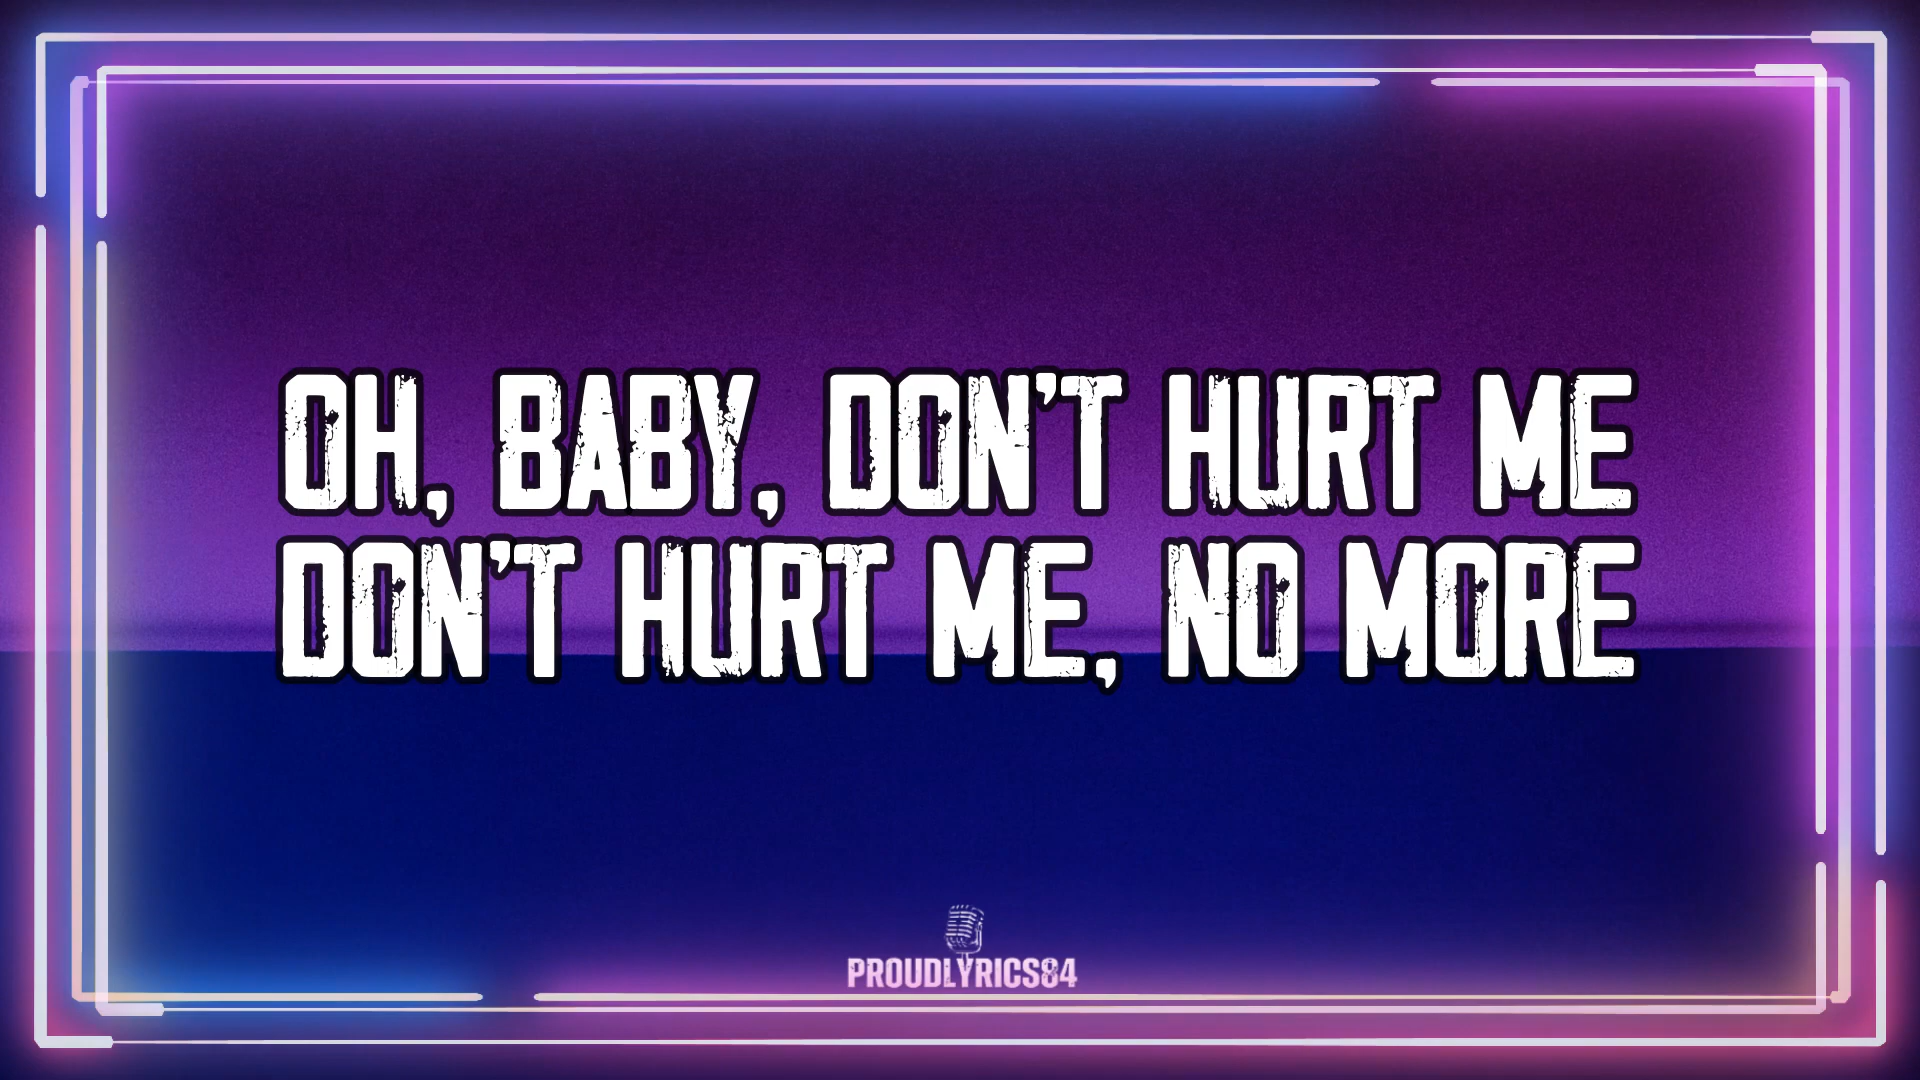 OH, BABY, DON'T HURT ME
DON'T HURT ME, NO MORE
PROUDLYRICS84